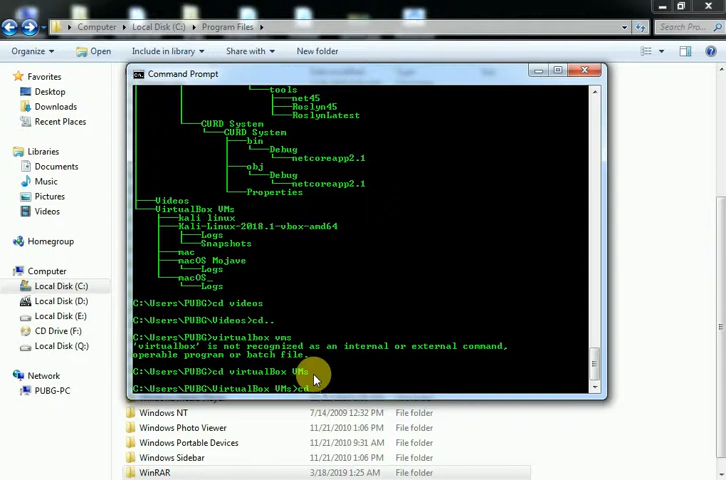 Computer ▸ Local Disk (C:) ▸ Program Files ▸
Search Pro...
Organize ▾ Open Include in library ▾ Share with ▾ New folder
Favorites
Desktop
Downloads
Recent Places
Libraries
Documents
Music
Pictures
Videos
Homegroup
Computer
Local Disk (C:)
Local Disk (D:)
Local Disk (E:)
CD Drive (F:)
Local Disk (Q:)
Network
PUBG-PC
Command Prompt
tools
net45
Roslyn45
RoslynLatest
CURD System
CURD System
bin
Debug
netcoreapp2.1
obj
Debug
netcoreapp2.1
Properties
Videos
VirtualBox VMs
kali linux
Kali-Linux-2018.1-vbox-amd64
Logs
Snapshots
mac
macOS Mojave
Logs
macOS_
Logs
C:\Users\PUBG>cd videos
C:\Users\PUBG\Videos>cd..
C:\Users\PUBG>virtualbox vms
'virtualbox' is not recognized as an internal or external command,
operable program or batch file.
C:\Users\PUBG>cd virtualBox VMs
C:\Users\PUBG\VirtualBox VMs>cd
Windows NT 7/14/2009 12:32 PM File folder
Windows Photo Viewer 11/21/2010 1:06 PM File folder
Windows Portable Devices 11/21/2010 9:31 AM File folder
Windows Sidebar 11/21/2010 1:06 PM File folder
WinRAR 3/18/2019 1:25 AM File folder